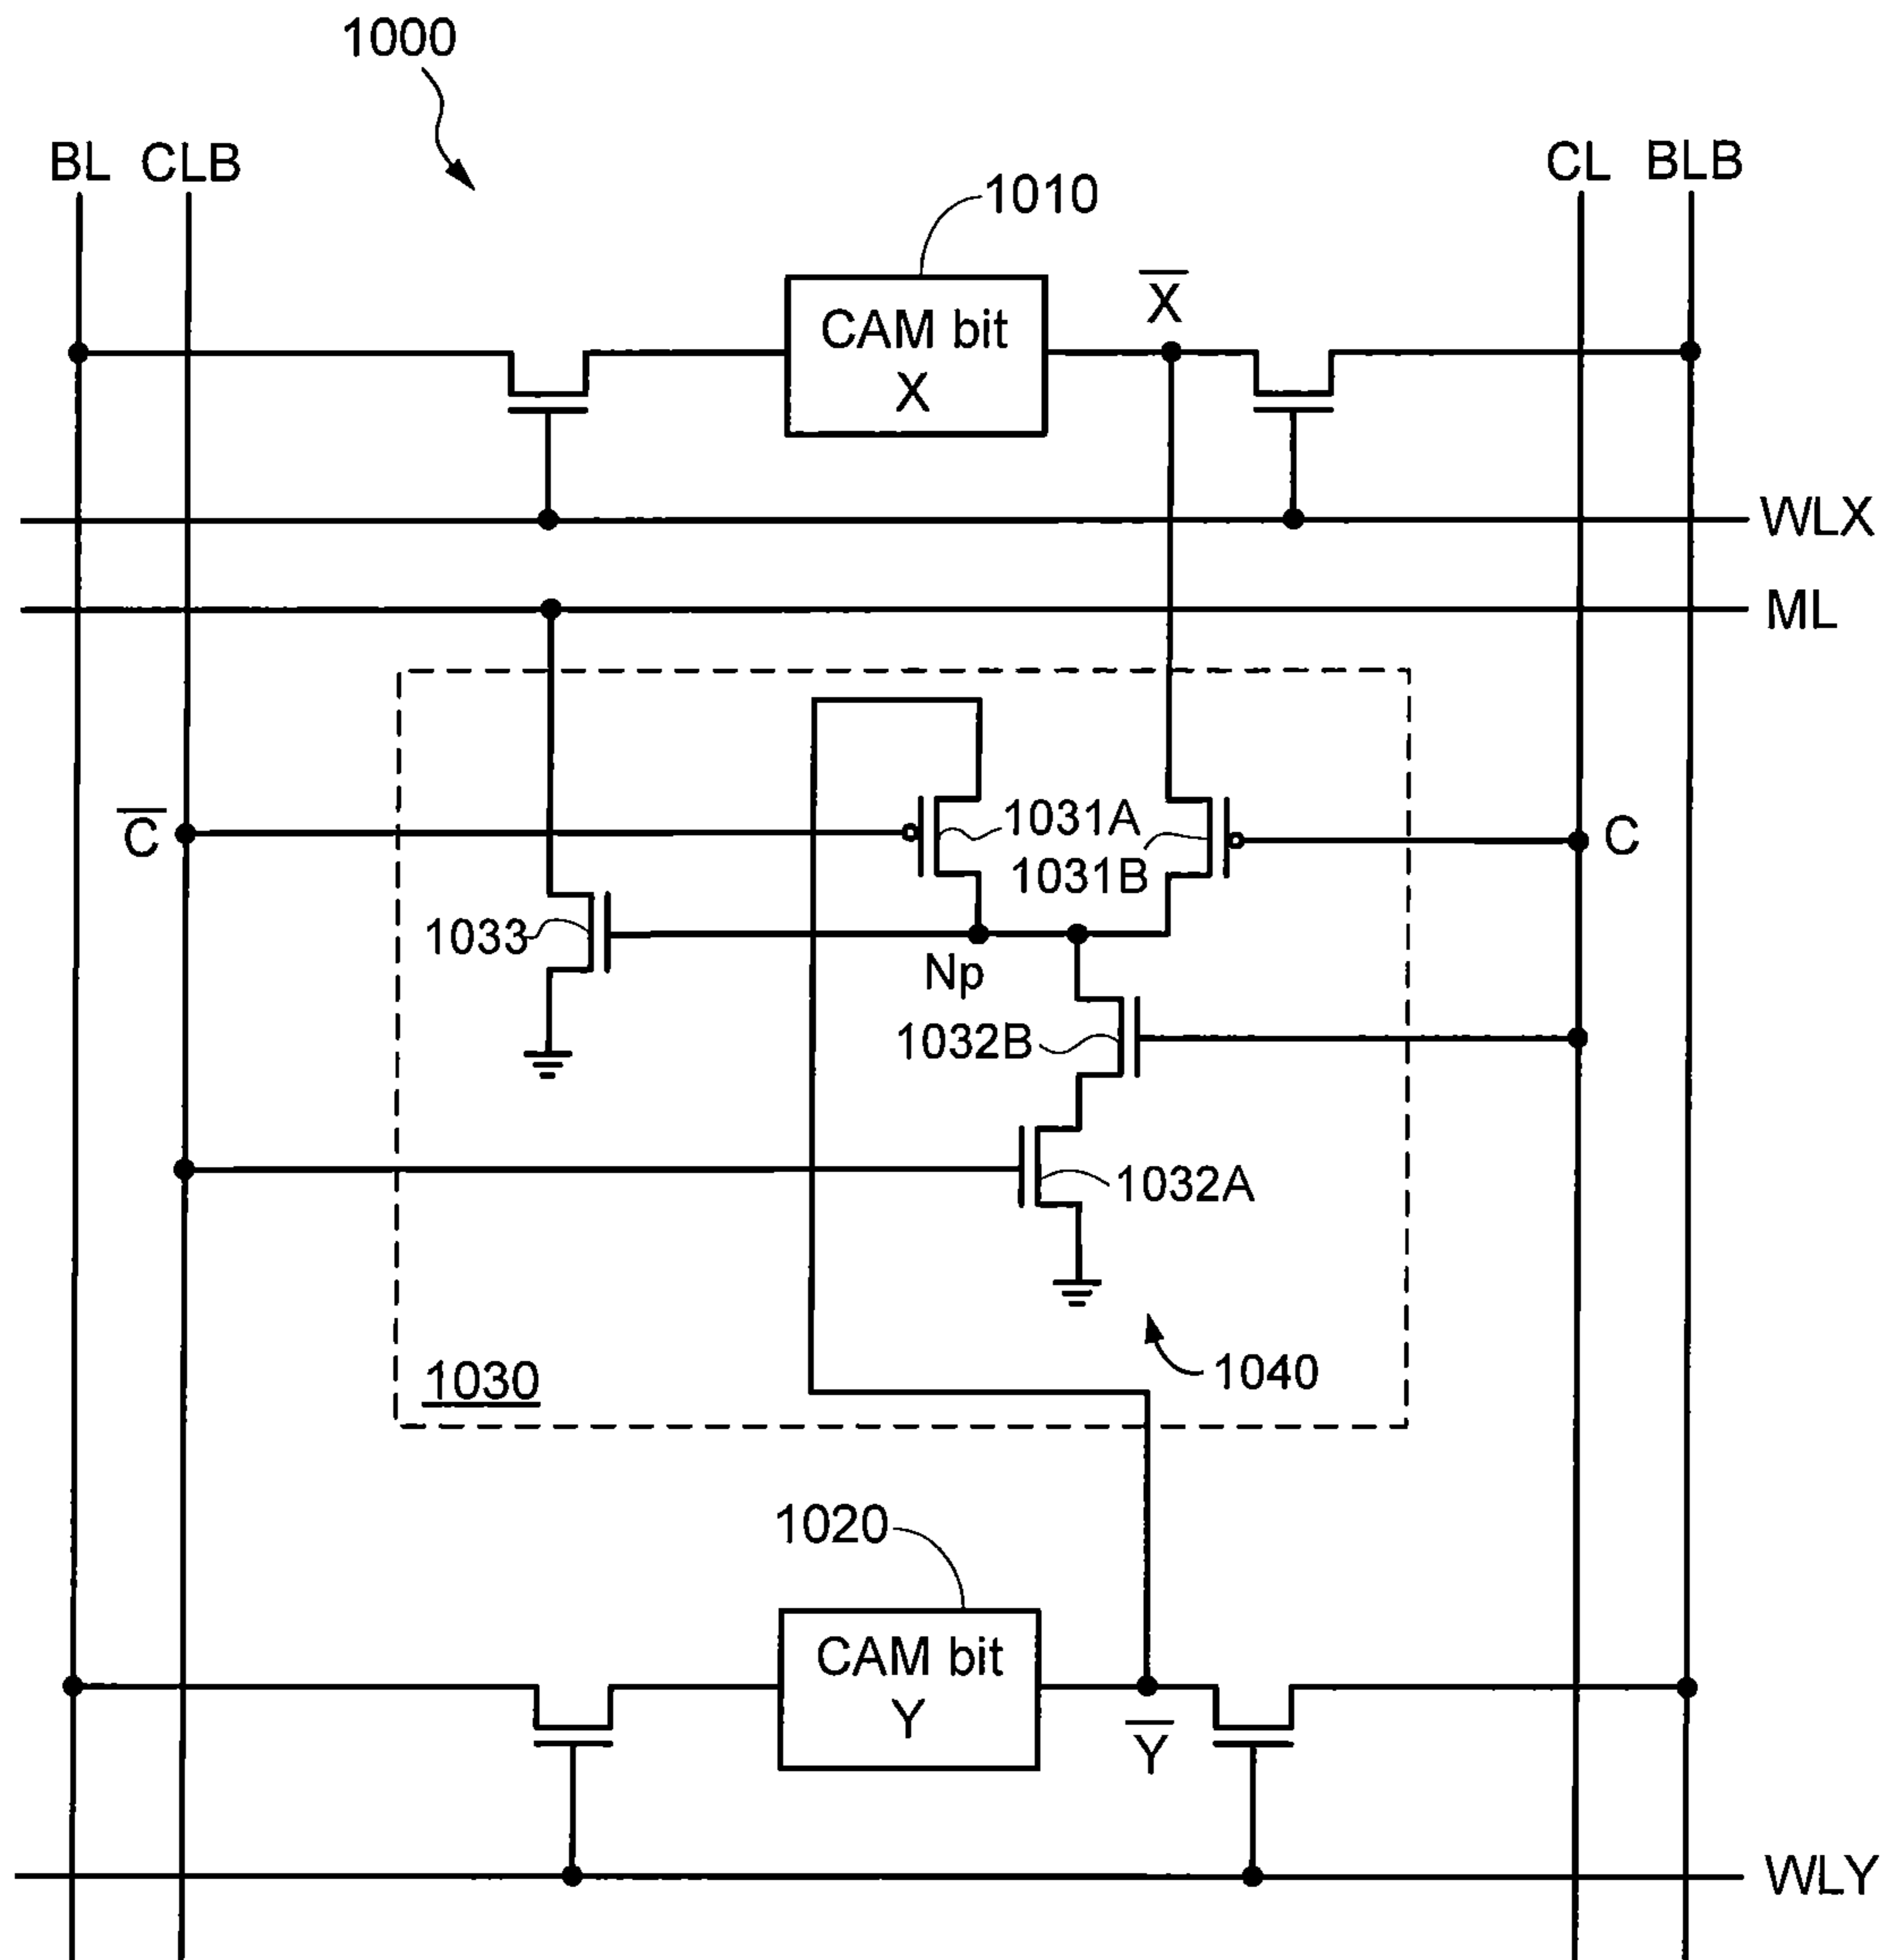 1000
BL CLB CL BLB
1010
X̅
CAM bit
X
WLX
ML
1031A
C̅ C
1031B
1033
Np
1032B
1032A
1030 1040
1020
CAM bit
Y
Y̅
WLY